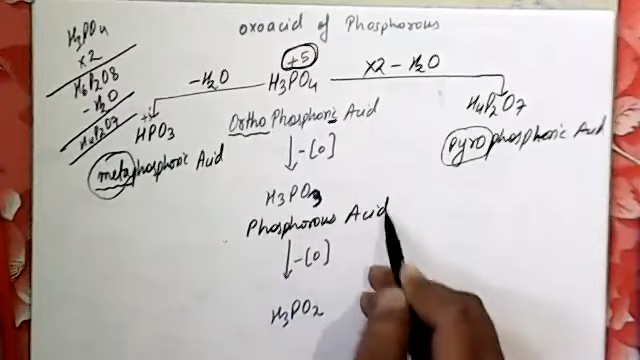 oxoacid of Phosphorous
H3PO4
x2
H6P2O8
- H2O
H4P2O7
+5
- H2O
H3PO4
x2 - H2O
+5
HPO3
metaphosphoric Acid
Ortho Phosphoric Acid
H4P2O7
pyrophosphoric Acid
-[O]
H3PO3
Phosphorous Acid
-[O]
H3PO2